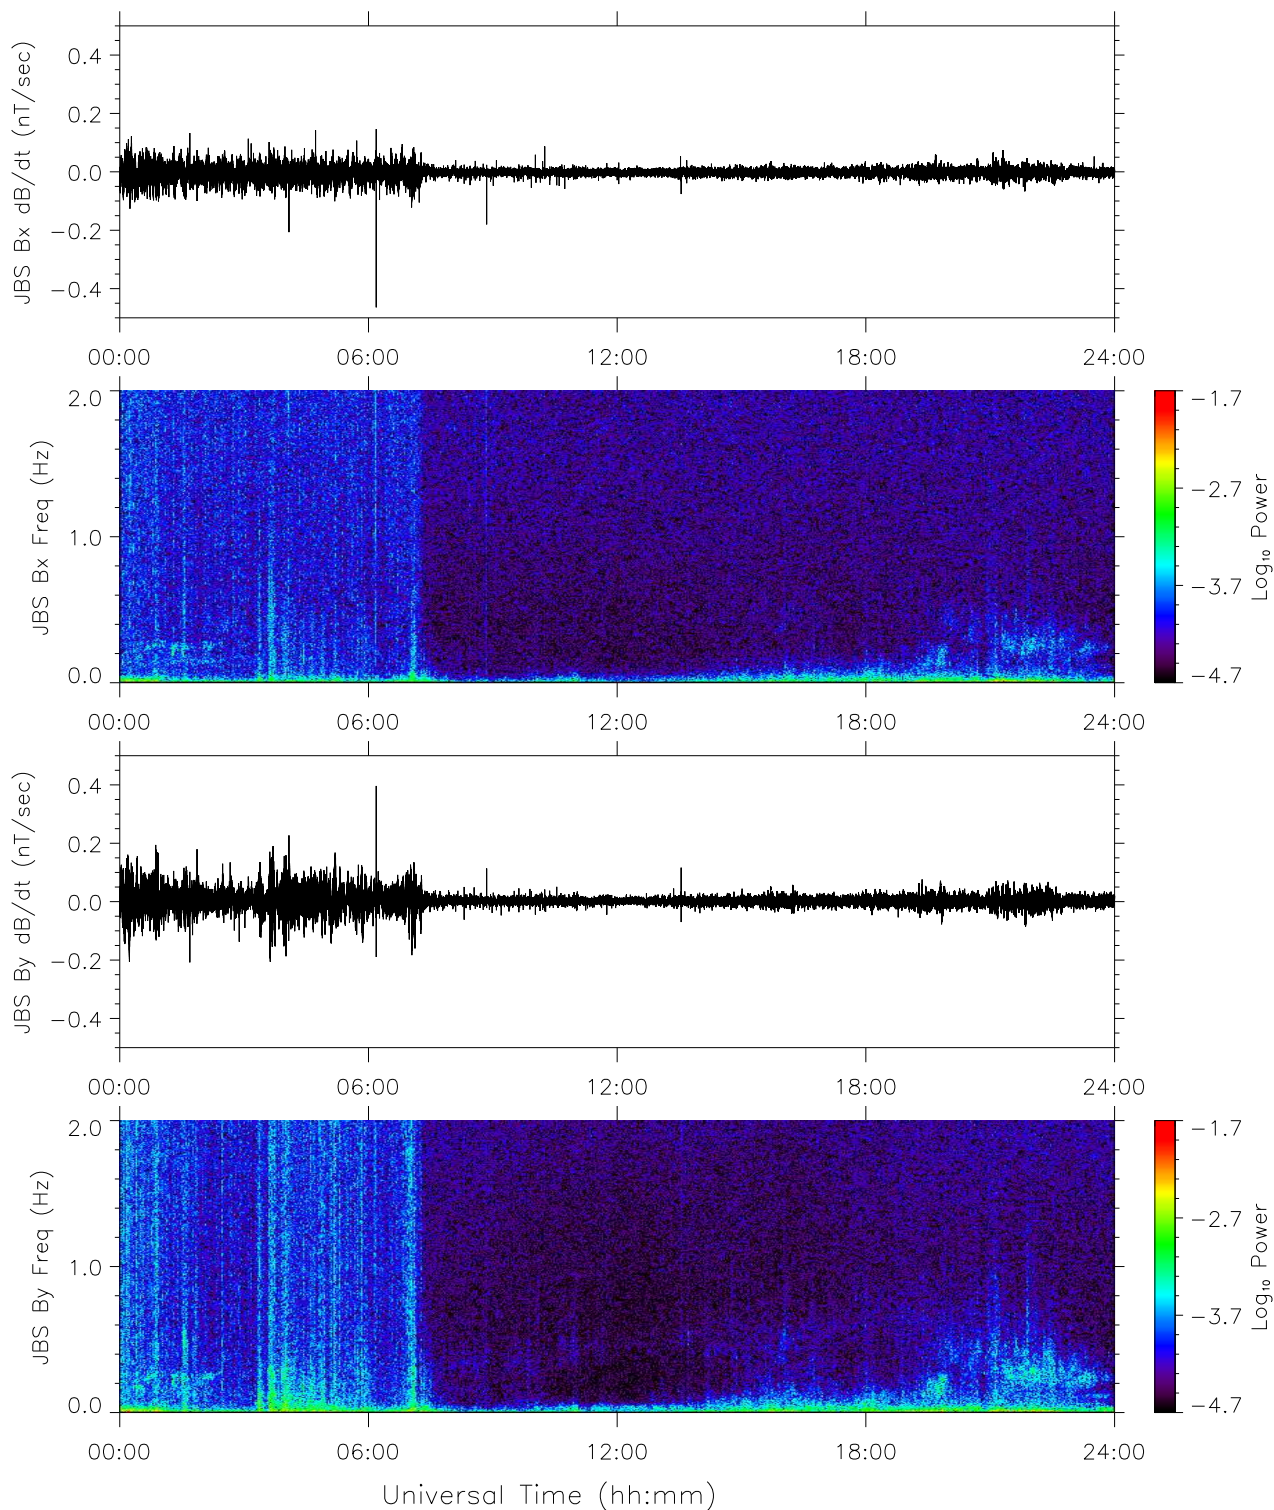 JBS Bx dB/dt (nT/sec)
0.4
0.2
0.0
−0.2
−0.4
00:00 06:00 12:00 18:00 24:00
JBS Bx Freq (Hz)
2.0
1.0
0.0
−1.7
−2.7
−3.7
−4.7
Log₁₀ Power
00:00 06:00 12:00 18:00 24:00
JBS By dB/dt (nT/sec)
0.4
0.2
0.0
−0.2
−0.4
00:00 06:00 12:00 18:00 24:00
JBS By Freq (Hz)
2.0
1.0
0.0
−1.7
−2.7
−3.7
−4.7
Log₁₀ Power
00:00 06:00 12:00 18:00 24:00
Universal Time (hh:mm)